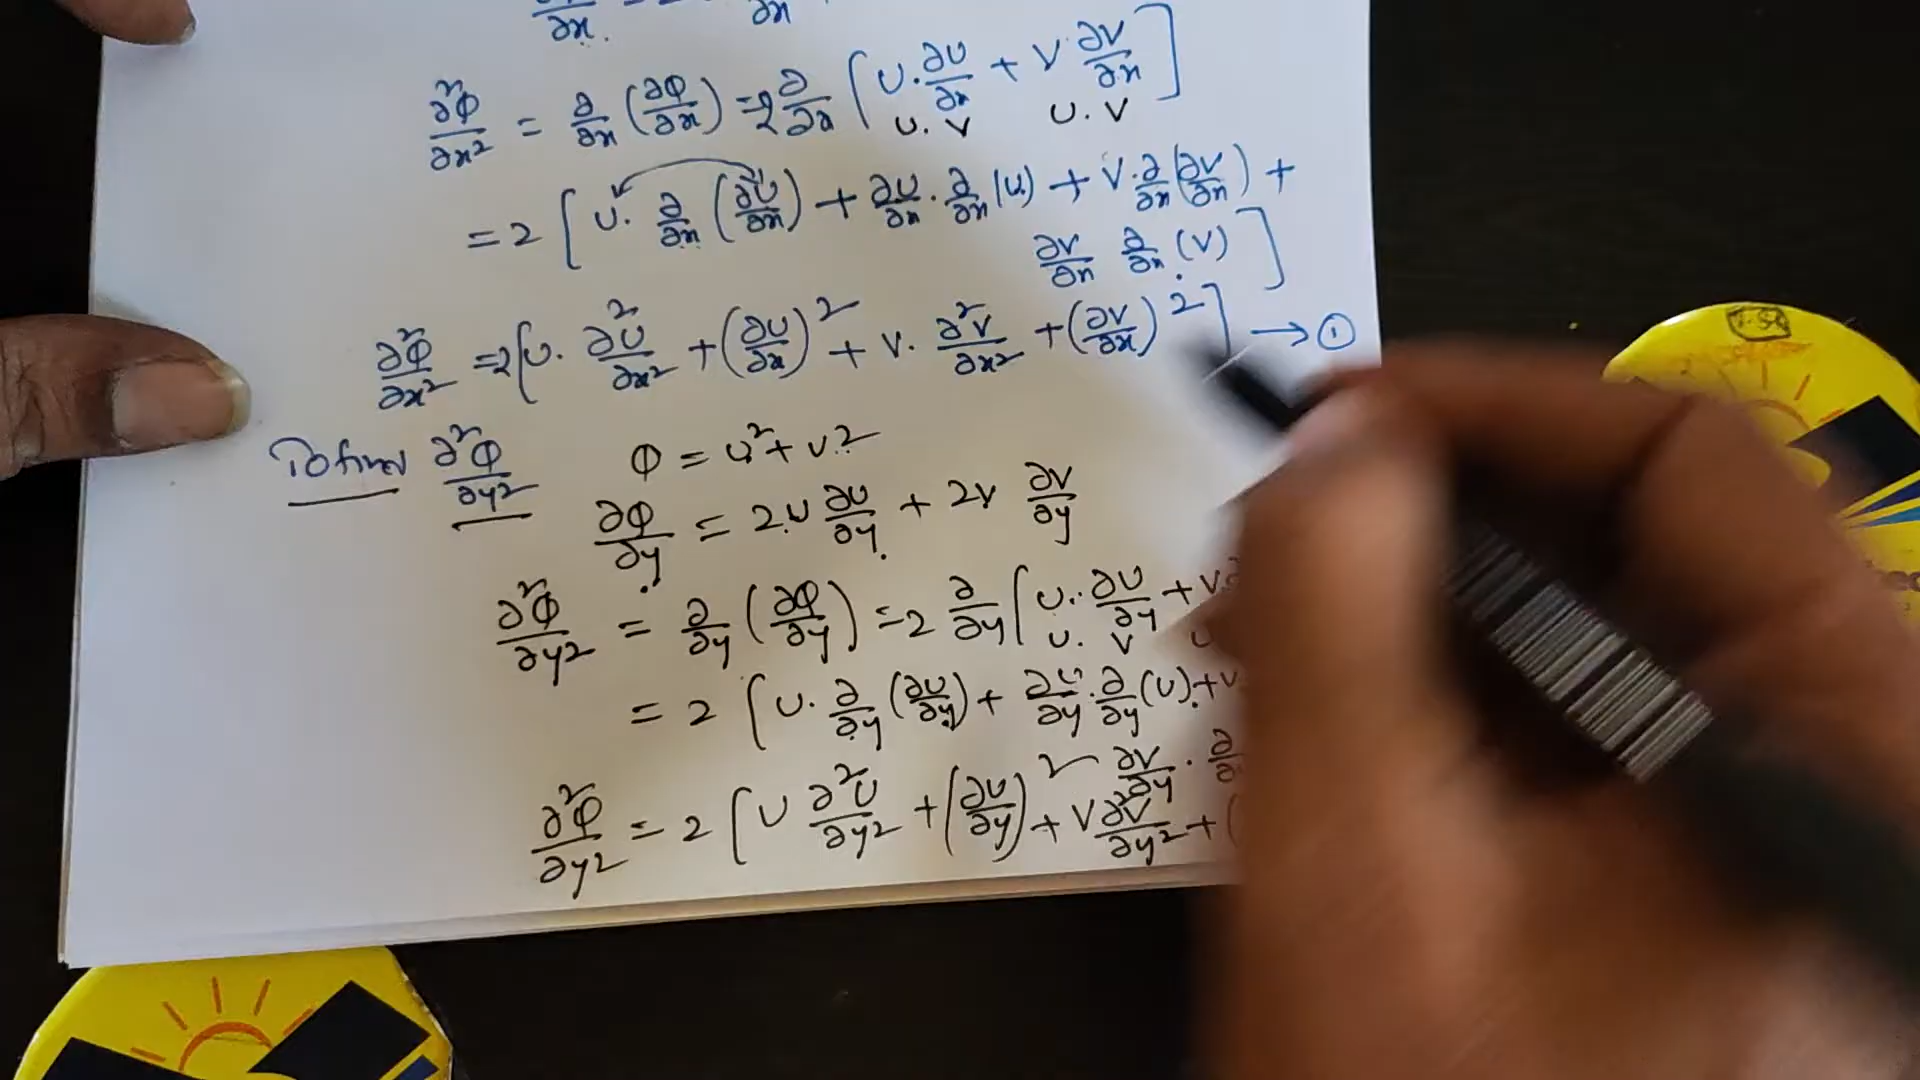 ∂x = ∂x
∂²Φ/∂x² = ∂/∂x (∂Φ/∂x) = 2 ∂/∂x [U. ∂U/∂x + V ∂V/∂x]
U. V U. V
= 2 [U. ∂/∂x (∂U/∂x) + ∂U/∂x . ∂/∂x (U) + V. ∂/∂x (∂V/∂x) +
∂V/∂x ∂/∂x (V)]
∂²Φ/∂x² = 2[U. ∂²U/∂x² + (∂U/∂x)² + V. ∂²V/∂x² + (∂V/∂x)²] → ①
To find ∂²Φ/∂y² Φ = u² + v²
∂Φ/∂y = 2U ∂U/∂y + 2V ∂V/∂y
∂²Φ/∂y² = ∂/∂y (∂Φ/∂y) = 2 ∂/∂y [U. ∂U/∂y + V.
U. V U
= 2 [U. ∂/∂y (∂U/∂y) + ∂U/∂y . ∂/∂y (U) + V
∂V/∂y .
∂²Φ/∂y² = 2 [U ∂²U/∂y² + (∂U/∂y)² + V ∂²V/∂y² + (